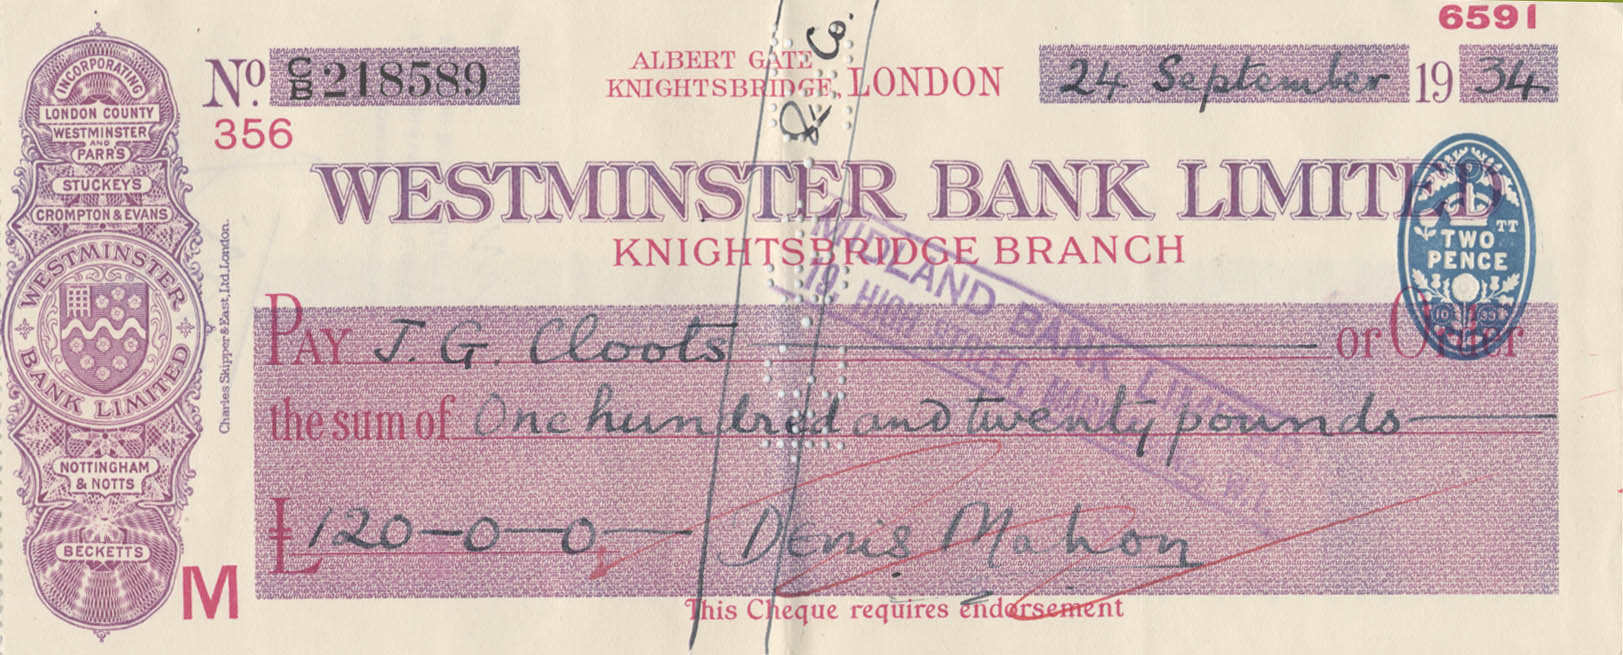 6591
INCORPORATING
LONDON COUNTY
WESTMINSTER
AND
PARR'S
STUCKEYS
CROMPTON & EVANS
WESTMINSTER
BANK LIMITED
NOTTINGHAM
& NOTTS
BECKETTS
Charles Skipper & East, Ltd. London.
No. C/B 218589
356
ALBERT GATE
KNIGHTSBRIDGE, LONDON
24 September 1934
& Co.
WESTMINSTER BANK LIMITED
KNIGHTSBRIDGE BRANCH
TWO
PENCE
MIDLAND BANK LIMITED
19, HIGH STREET,
W.1.
PAY J. G. Cloots or Order
the sum of One hundred and twenty pounds
£120-0-0 Denis Mahon
M
This Cheque requires endorsement